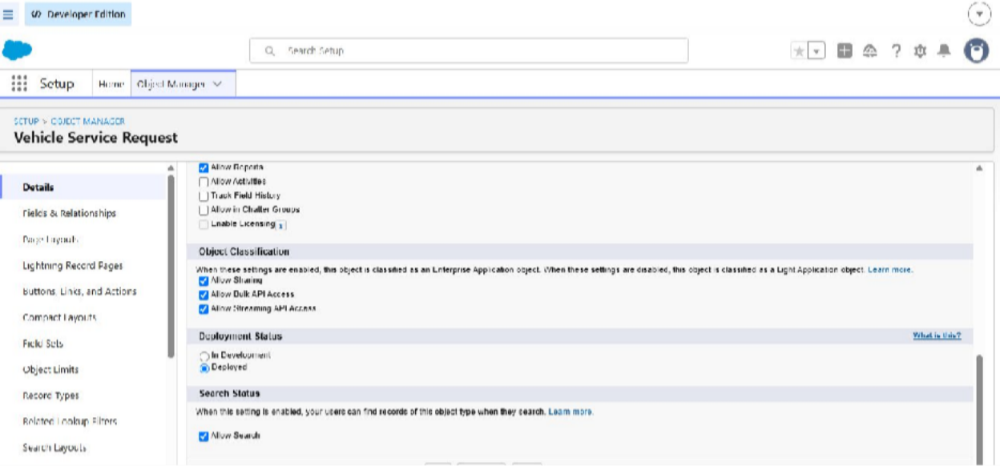 Developer Edition
Search Setup
Setup
Home
Object Manager
SETUP > OBJECT MANAGER
Vehicle Service Request
Details
Fields & Relationships
Page Layouts
Lightning Record Pages
Buttons, Links, and Actions
Compact Layouts
Field Sets
Object Limits
Record Types
Related Lookup Filters
Search Layouts
Allow Reports
Allow Activities
Track Field History
Allow in Chatter Groups
Enable Licensing i
Object Classification
When these settings are enabled, this object is classified as an Enterprise Application object. When these settings are disabled, this object is classified as a Light Application object. Learn more.
Allow Sharing
Allow Bulk API Access
Allow Streaming API Access
Deployment Status
What is this?
In Development
Deployed
Search Status
When this setting is enabled, your users can find records of this object type when they search. Learn more.
Allow Search